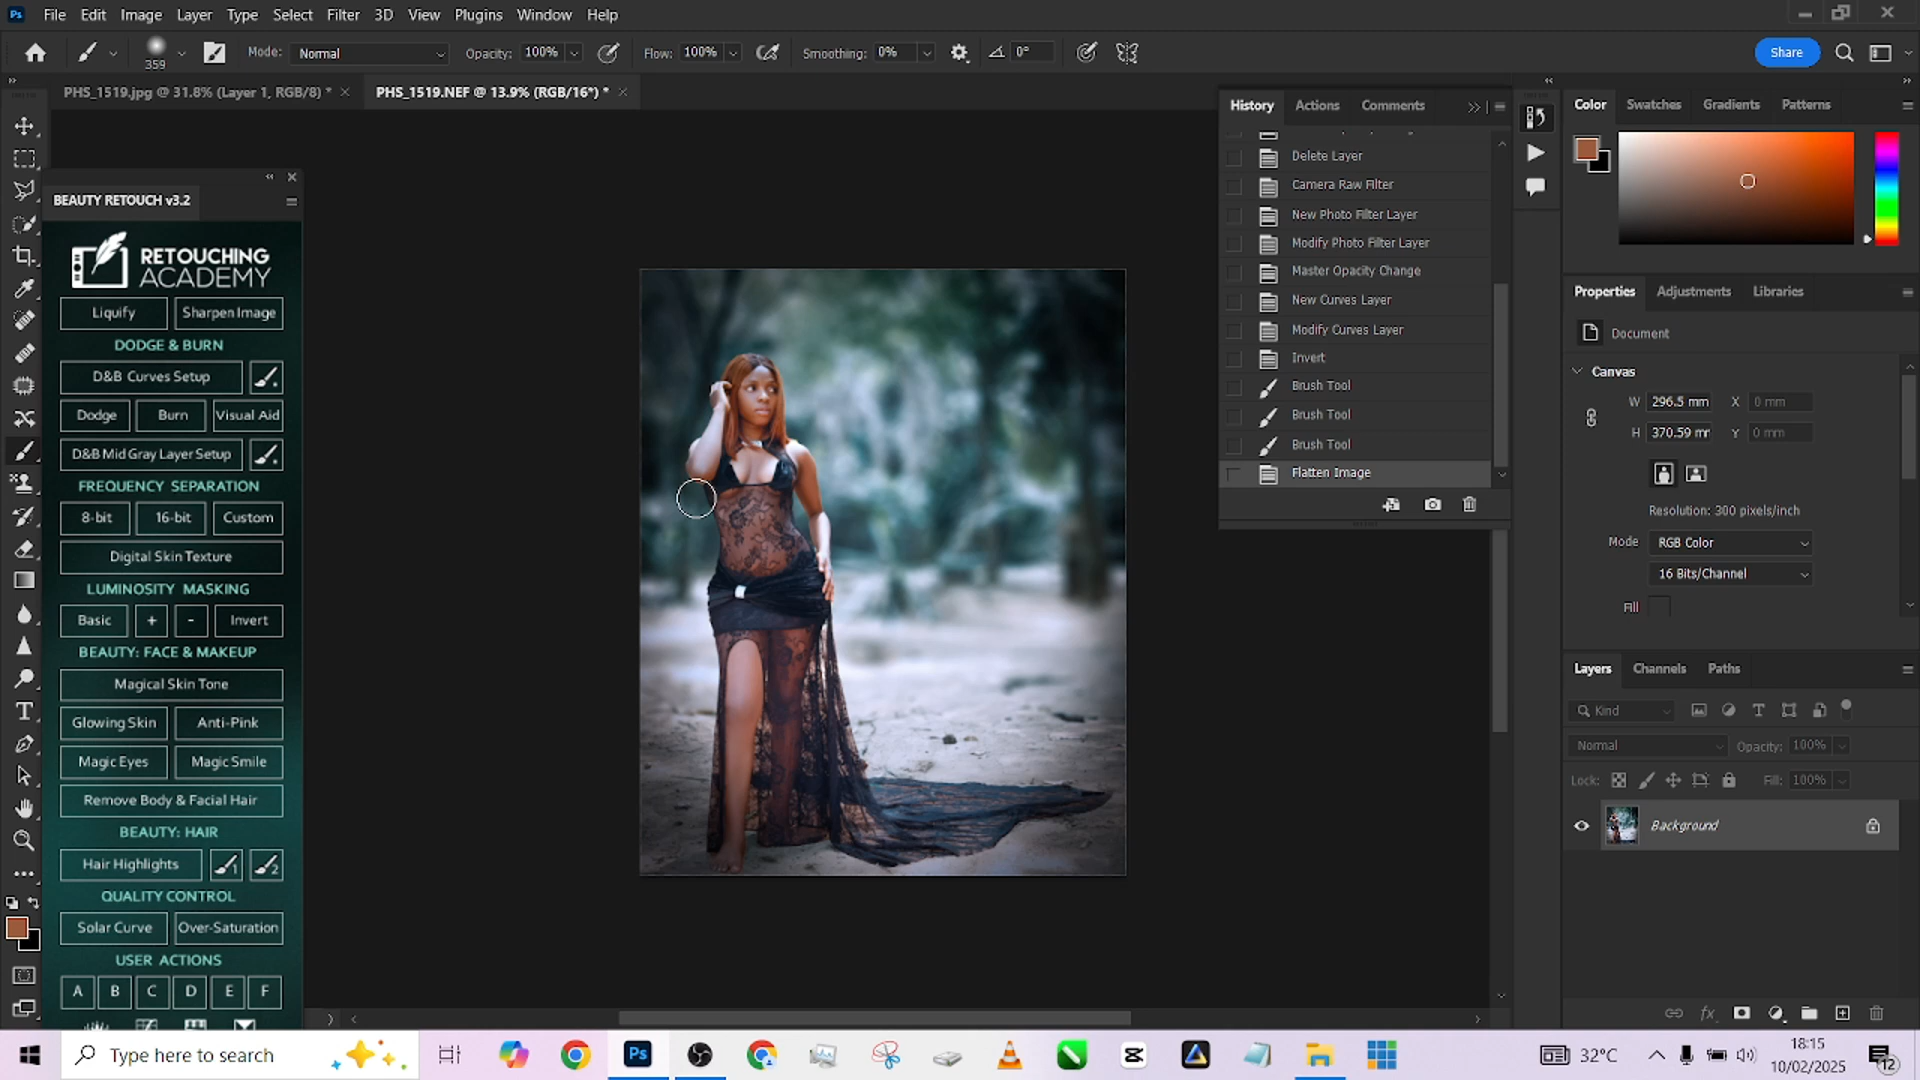 File Edit Image Layer Type Select Filter 3D View Plugins Window Help
359 Mode: Normal Opacity: 100% Flow: 100% Smoothing: 0% 0° Share
PHS_1519.jpg @ 31.8% (Layer 1, RGB/8) * PHS_1519.NEF @ 13.9% (RGB/16*) *
BEAUTY RETOUCH v3.2
RETOUCHING
ACADEMY
Liquify Sharpen Image
DODGE & BURN
D&B Curves Setup
Dodge Burn Visual Aid
D&B Mid Gray Layer Setup
FREQUENCY SEPARATION
8-bit 16-bit Custom
Digital Skin Texture
LUMINOSITY MASKING
Basic + - Invert
BEAUTY: FACE & MAKEUP
Magical Skin Tone
Glowing Skin Anti-Pink
Magic Eyes Magic Smile
Remove Body & Facial Hair
BEAUTY: HAIR
Hair Highlights 1 2
QUALITY CONTROL
Solar Curve Over-Saturation
USER ACTIONS
A B C D E F
History Actions Comments
Delete Layer
Camera Raw Filter
New Photo Filter Layer
Modify Photo Filter Layer
Master Opacity Change
New Curves Layer
Modify Curves Layer
Invert
Brush Tool
Brush Tool
Brush Tool
Flatten Image
Color Swatches Gradients Patterns
Properties Adjustments Libraries
Document
Canvas
W 296.5 mm X 0 mm
H 370.59 mr Y 0 mm
Resolution: 300 pixels/inch
Mode RGB Color
16 Bits/Channel
Fill
Layers Channels Paths
Kind
Normal Opacity: 100%
Lock: Fill: 100%
Background
Type here to search
32°C 18:15
10/02/2025 12